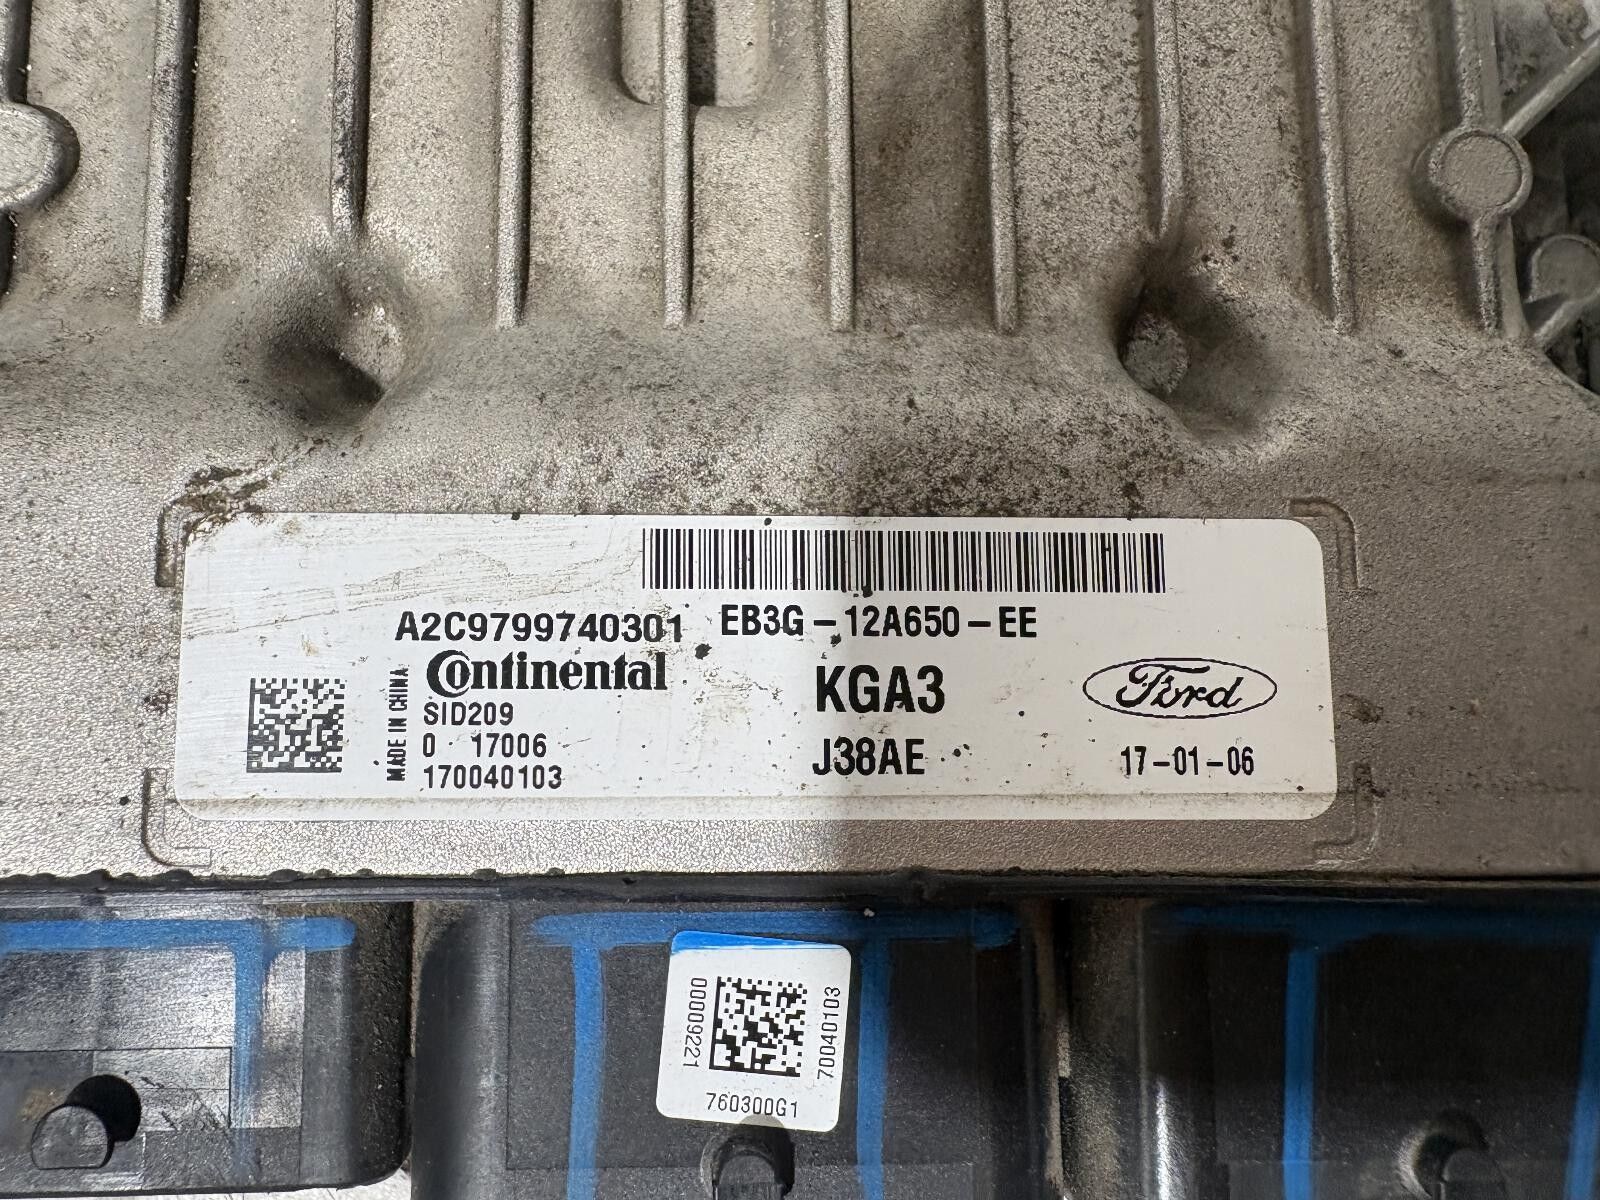 A2C9799740301
EB3G-12A650-EE
Continental
KGA3
Ford
MADE IN CHINA
SID209
0 17006
170040103
J38AE
17-01-06
00009221
70040103
760300G1